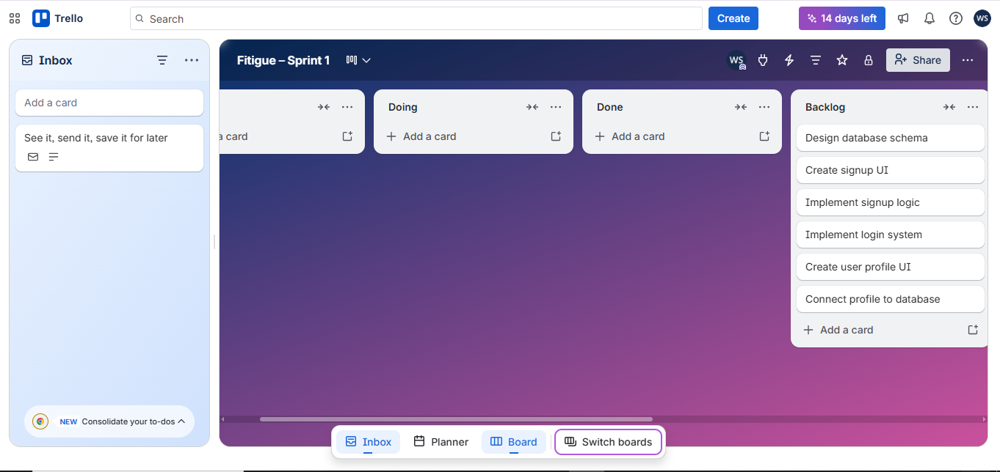 Trello
Search
Create
14 days left
WS
Inbox
Add a card
See it, send it, save it for later
NEW Consolidate your to-dos
Fitigue – Sprint 1
WS
Share
a card
Doing
Add a card
Done
Add a card
Backlog
Design database schema
Create signup UI
Implement signup logic
Implement login system
Create user profile UI
Connect profile to database
Add a card
Inbox
Planner
Board
Switch boards